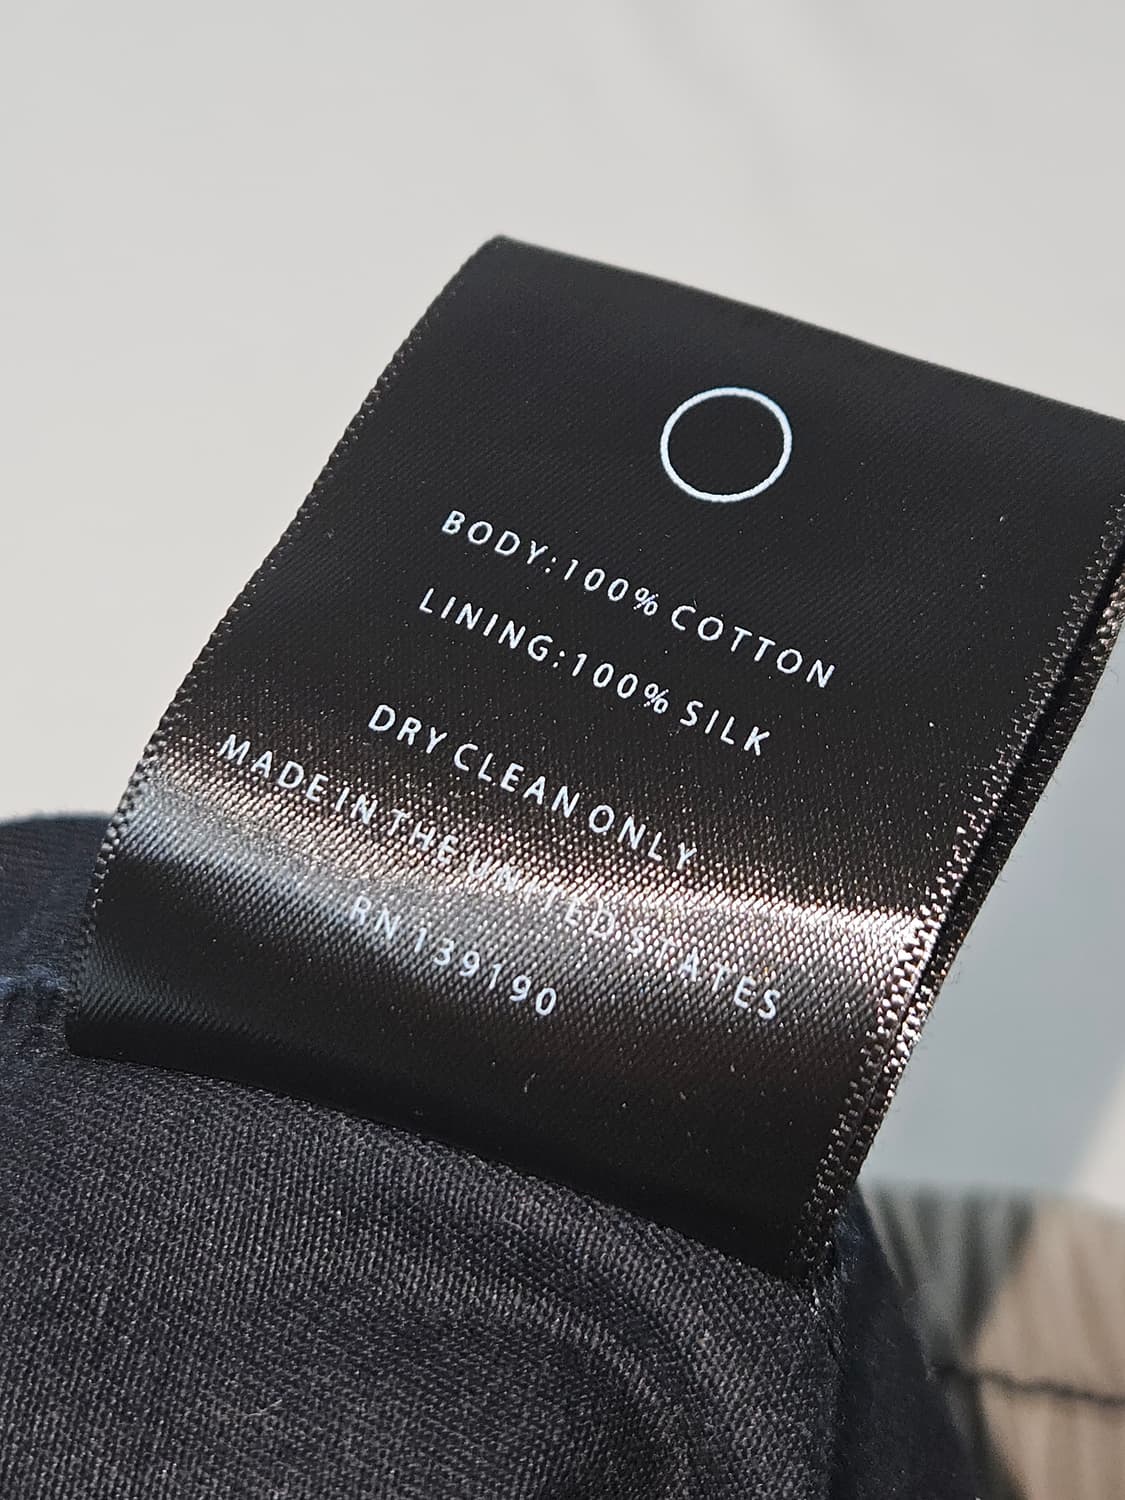 BODY:100% COTTON
LINING:100% SILK
DRY CLEAN ONLY
MADE IN THE UNITED STATES
RN 139190